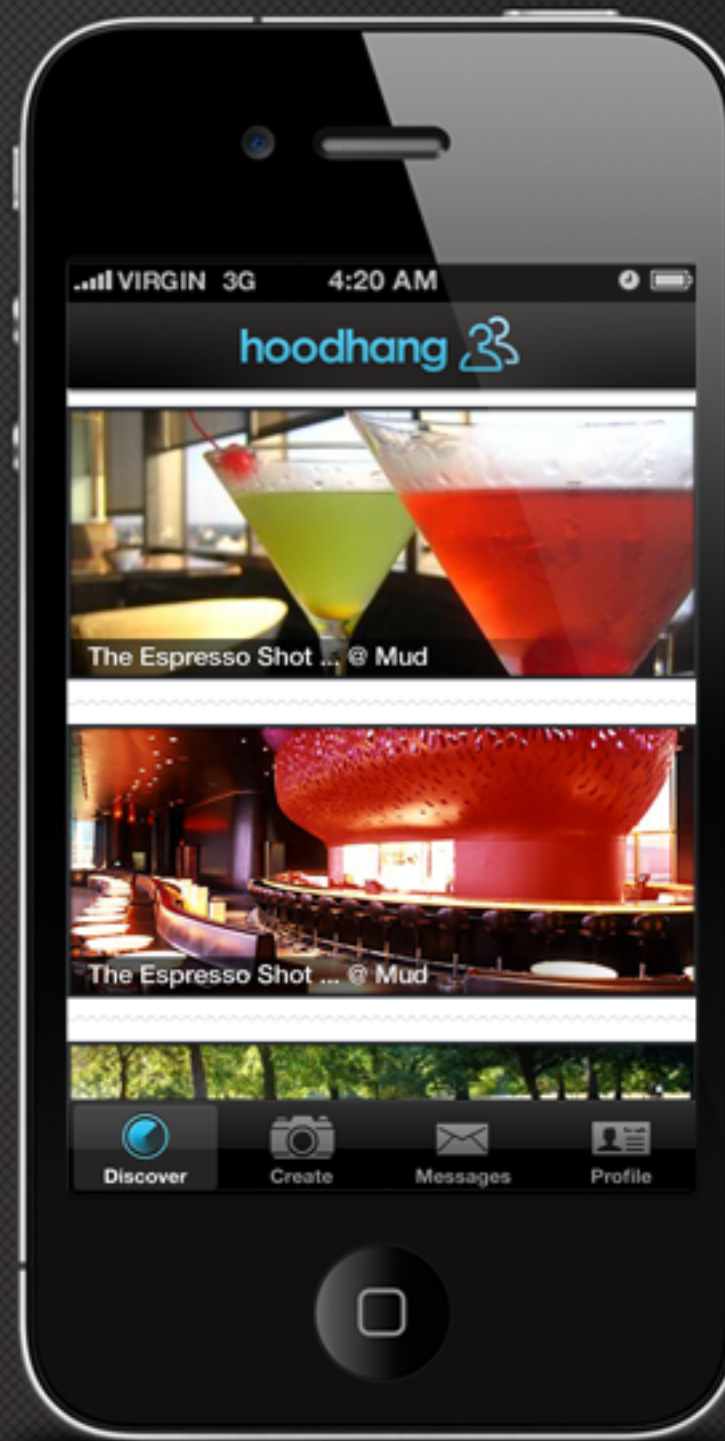 VIRGIN 3G 4:20 AM
hoodhang
The Espresso Shot ... @ Mud
The Espresso Shot ... @ Mud
Discover Create Messages Profile